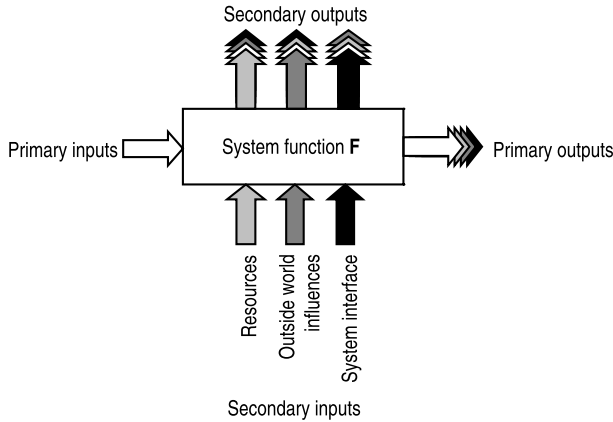 Secondary outputs
Primary inputs
System function F
Primary outputs
Resources
Outside world
influences
System interface
Secondary inputs